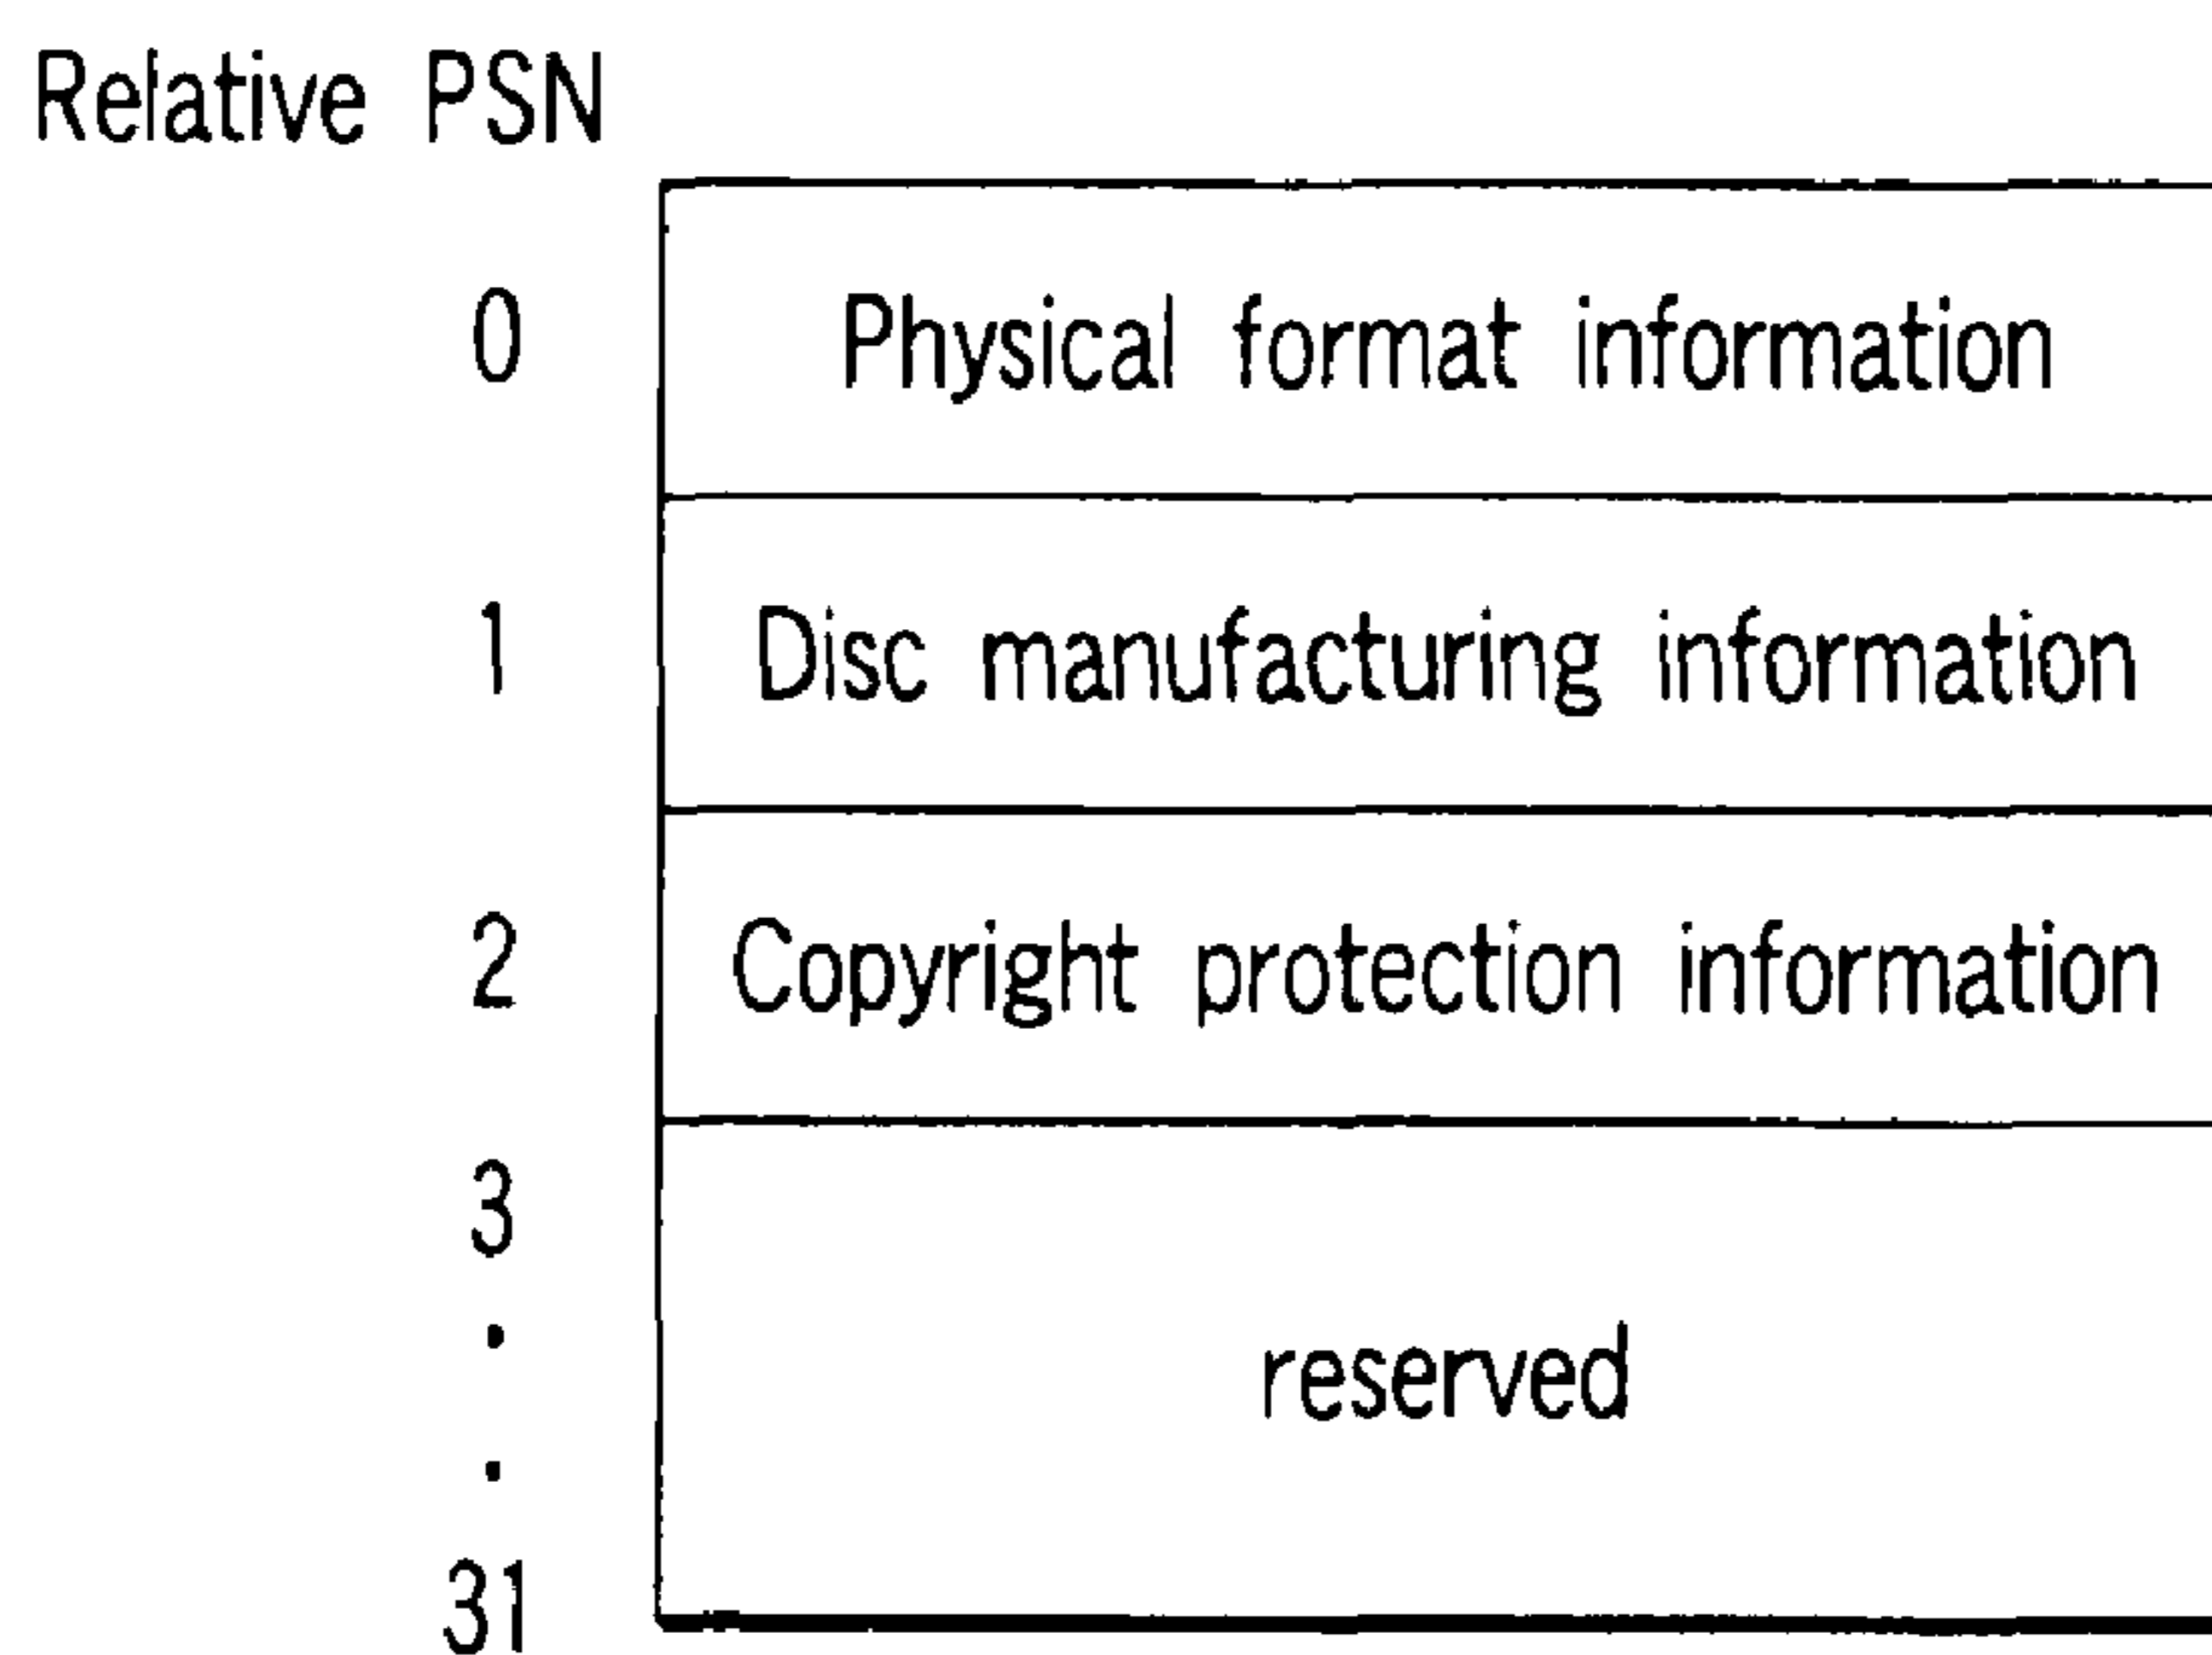 Relative PSN
0 Physical format information
1 Disc manufacturing information
2 Copyright protection information
3
reserved
31